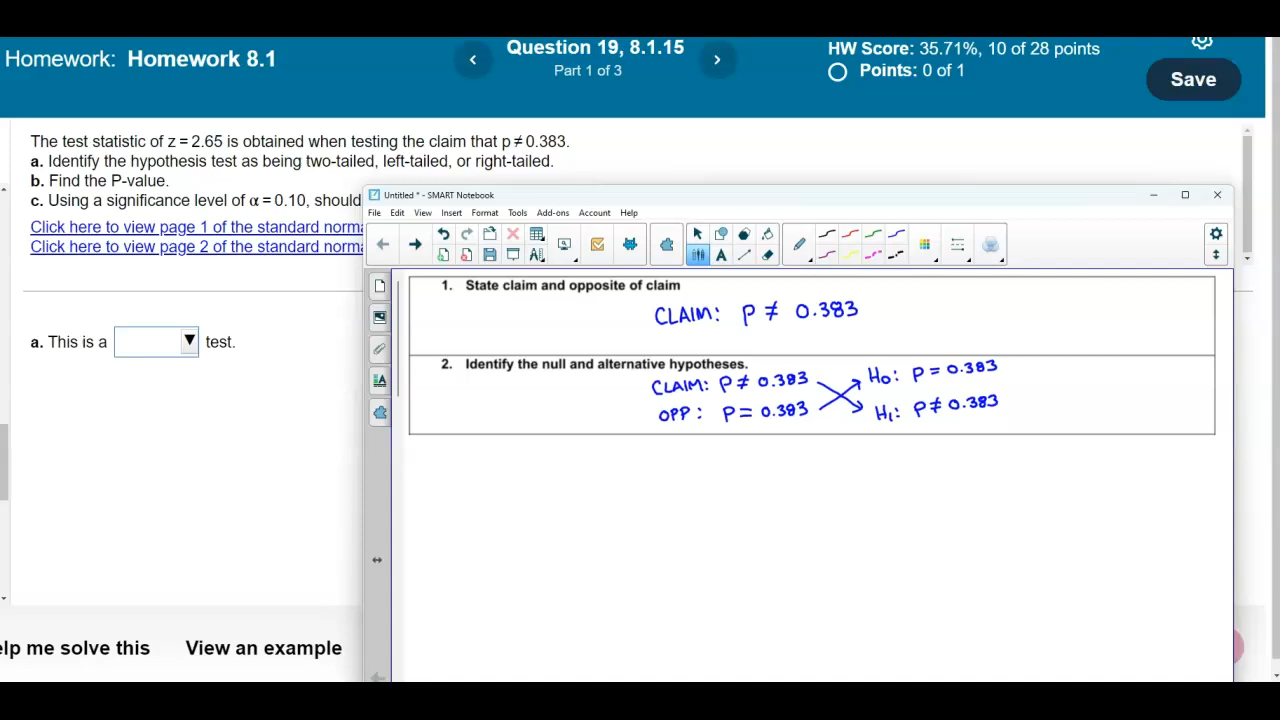 Homework: Homework 8.1
Question 19, 8.1.15
Part 1 of 3
HW Score: 35.71%, 10 of 28 points
Points: 0 of 1
Save
The test statistic of z = 2.65 is obtained when testing the claim that p ≠ 0.383.
a. Identify the hypothesis test as being two-tailed, left-tailed, or right-tailed.
b. Find the P-value.
c. Using a significance level of α = 0.10, should
Click here to view page 1 of the standard norma
Click here to view page 2 of the standard norma
a. This is a test.
elp me solve this
View an example
Untitled * - SMART Notebook
File Edit View Insert Format Tools Add-ons Account Help
1. State claim and opposite of claim
CLAIM: P ≠ 0.383
2. Identify the null and alternative hypotheses.
CLAIM: P ≠ 0.383 H0: P = 0.383
OPP: P = 0.383 H1: P ≠ 0.383